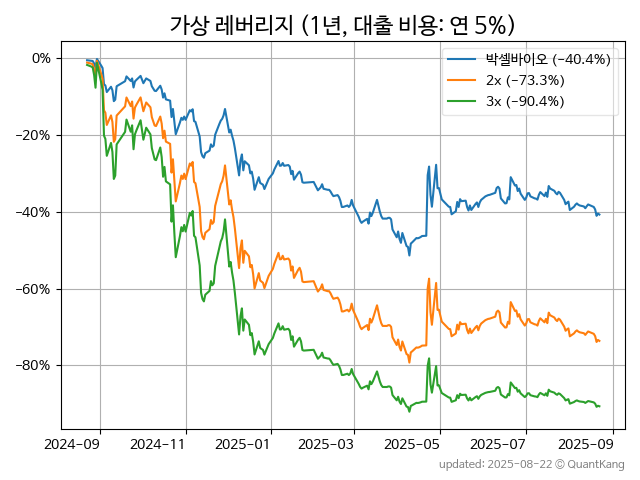 가상 레버리지 (1년, 대출 비용: 연 5%)
박셀바이오 (−40.4%)
2x (−73.3%)
3x (−90.4%)
0%
−20%
−40%
−60%
−80%
2024-09 2024-11 2025-01 2025-03 2025-05 2025-07 2025-09
updated: 2025-08-22 © QuantKang